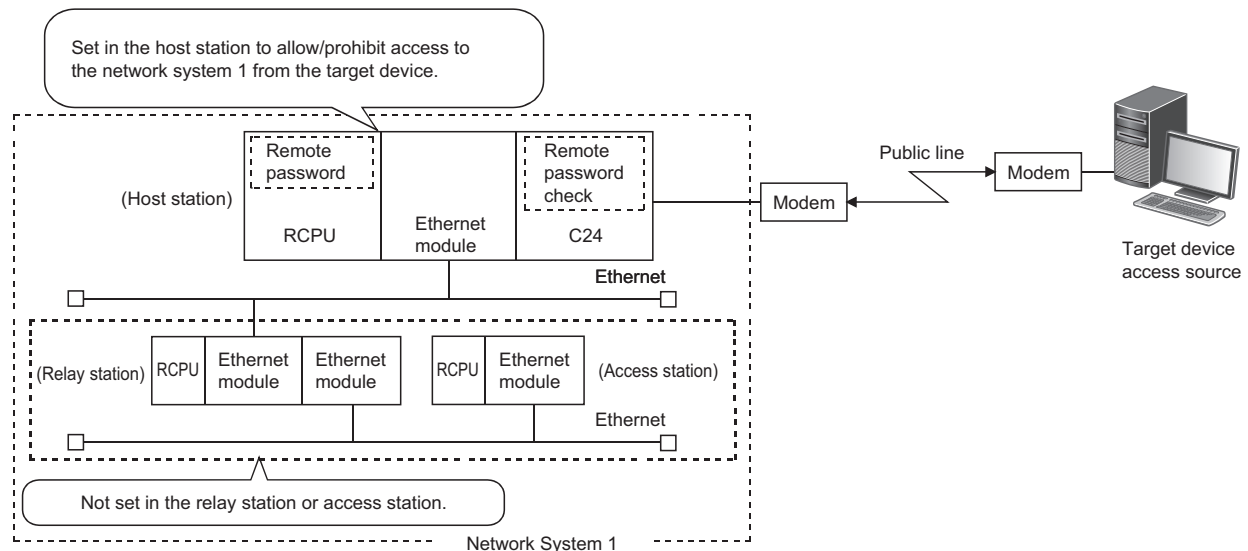 Set in the host station to allow/prohibit access to
the network system 1 from the target device.
(Host station)
Remote
password
RCPU
Ethernet
module
Remote
password
check
C24
Modem
Public line
Modem
Target device
access source
Ethernet
(Relay station)
RCPU
Ethernet
module
Ethernet
module
RCPU
Ethernet
module
(Access station)
Ethernet
Not set in the relay station or access station.
Network System 1